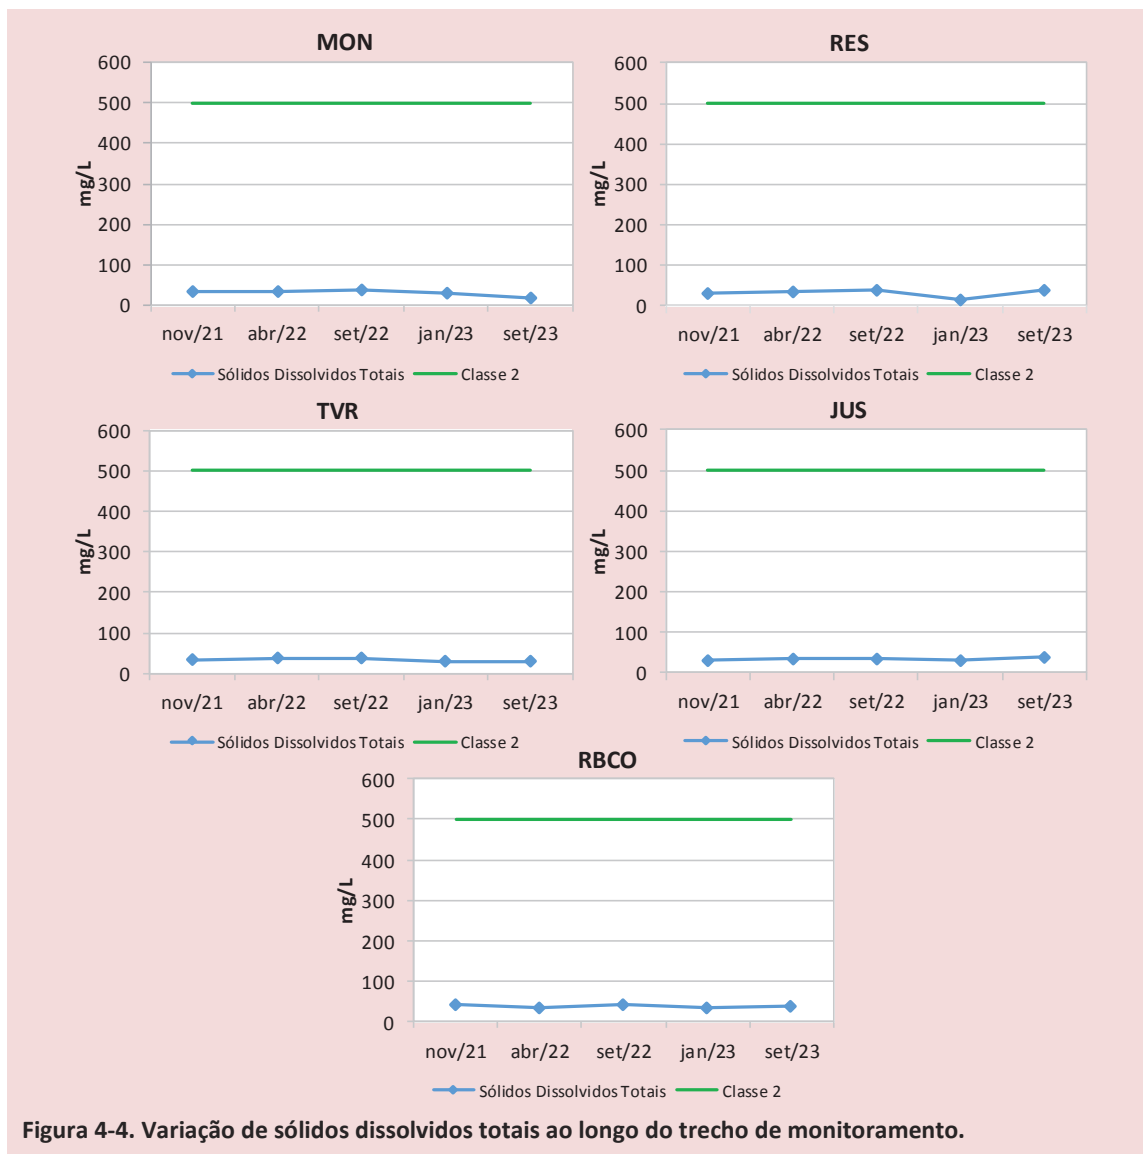 MON
600
500
400
300
200
100
0
mg/L
nov/21 abr/22 set/22 jan/23 set/23
Sólidos Dissolvidos Totais Classe 2
RES
600
500
400
300
200
100
0
mg/L
nov/21 abr/22 set/22 jan/23 set/23
Sólidos Dissolvidos Totais Classe 2
TVR
600
500
400
300
200
100
0
mg/L
nov/21 abr/22 set/22 jan/23 set/23
Sólidos Dissolvidos Totais Classe 2
JUS
600
500
400
300
200
100
0
mg/L
nov/21 abr/22 set/22 jan/23 set/23
Sólidos Dissolvidos Totais Classe 2
RBCO
600
500
400
300
200
100
0
mg/L
nov/21 abr/22 set/22 jan/23 set/23
Sólidos Dissolvidos Totais Classe 2
Figura 4-4. Variação de sólidos dissolvidos totais ao longo do trecho de monitoramento.